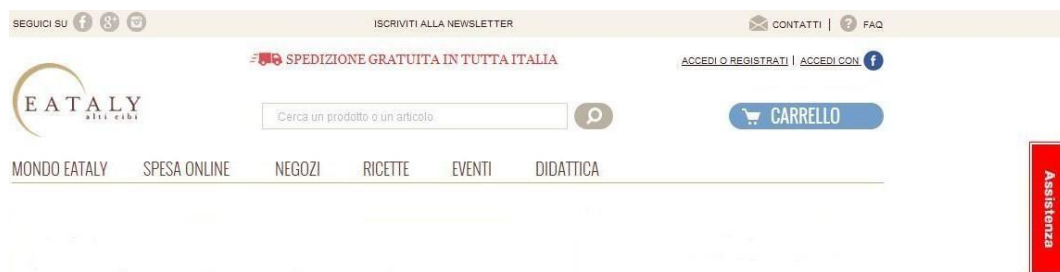 SEGUICI SU
ISCRIVITI ALLA NEWSLETTER
CONTATTI | ? FAQ
SPEDIZIONE GRATUITA IN TUTTA ITALIA
ACCEDI O REGISTRATI | ACCEDI CON f
EATALY
alti cibi
Cerca un prodotto o un articolo
CARRELLO
MONDO EATALY SPESA ONLINE NEGOZI RICETTE EVENTI DIDATTICA
Assistenza